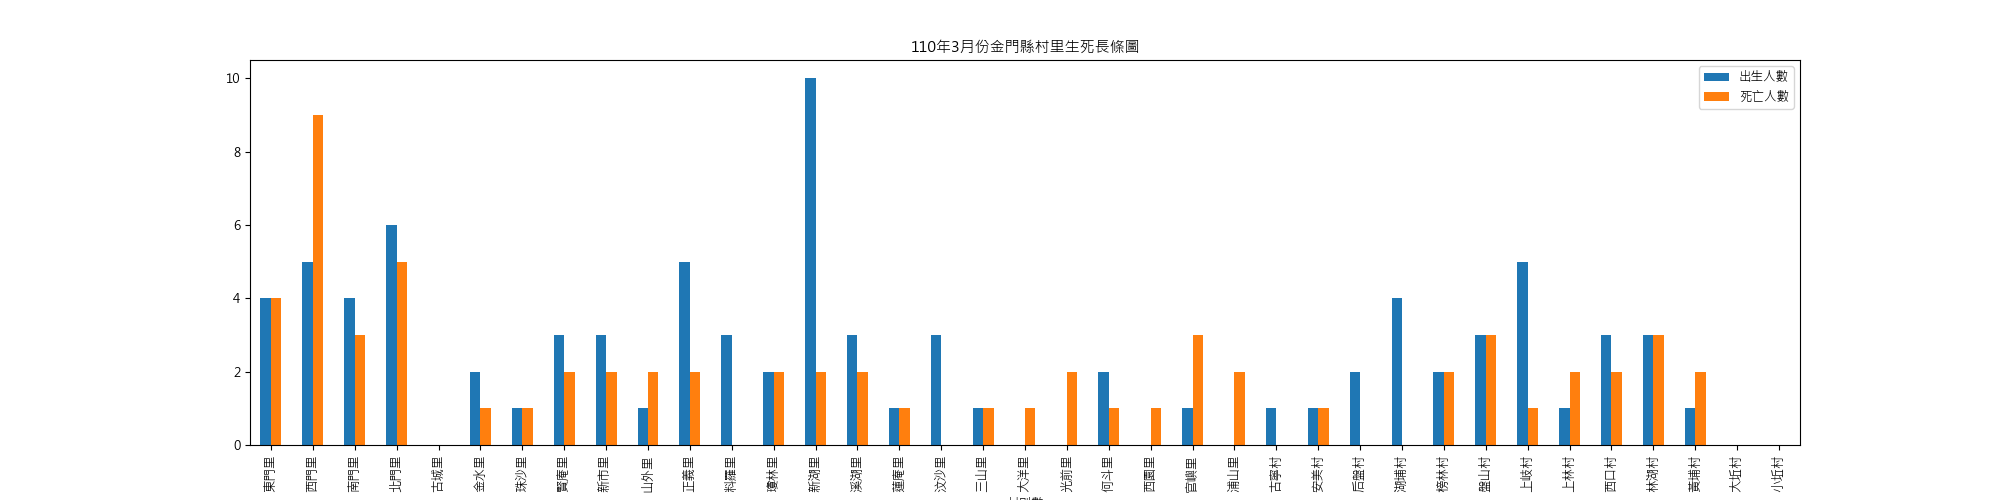 110年3月份金門縣村里生死長條圖
出生人數
死亡人數
10
8
6
4
2
0
東門里
西門里
南門里
北門里
古城里
金水里
珠沙里
賢庵里
新市里
山外里
正義里
料羅里
瓊林里
新湖里
溪湖里
蓮庵里
汶沙里
三山里
大洋里
光前里
何斗里
西園里
官嶼里
浦山里
古寧村
安美村
后盤村
湖埔村
榜林村
盤山村
上岐村
上林村
西口村
林湖村
黃埔村
大坵村
小坵村